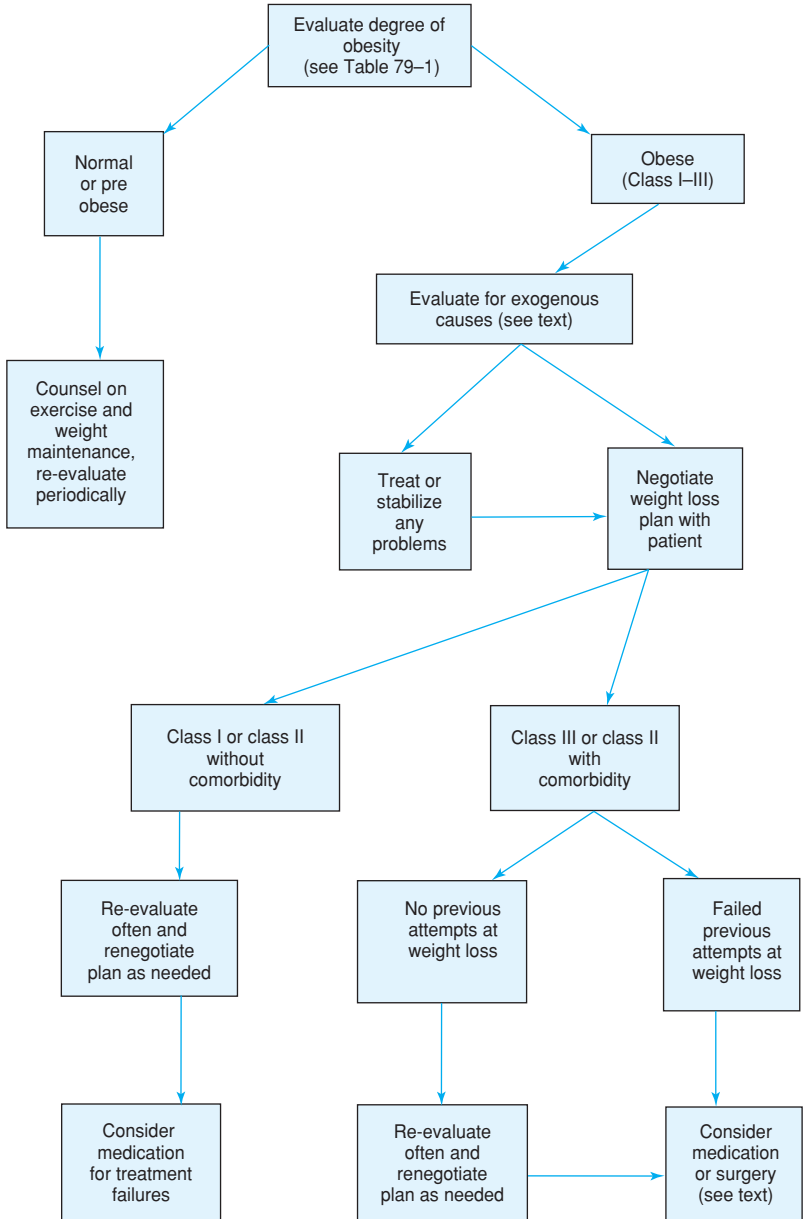 Evaluate degree of
obesity
(see Table 79–1)
Normal
or pre
obese
Obese
(Class I–III)
Evaluate for exogenous
causes (see text)
Counsel on
exercise and
weight
maintenance,
re-evaluate
periodically
Treat or
stabilize
any
problems
Negotiate
weight loss
plan with
patient
Class I or class II
without
comorbidity
Class III or class II
with
comorbidity
Re-evaluate
often and
renegotiate
plan as needed
No previous
attempts at
weight loss
Failed
previous
attempts at
weight loss
Consider
medication
for treatment
failures
Re-evaluate
often and
renegotiate
plan as needed
Consider
medication
or surgery
(see text)